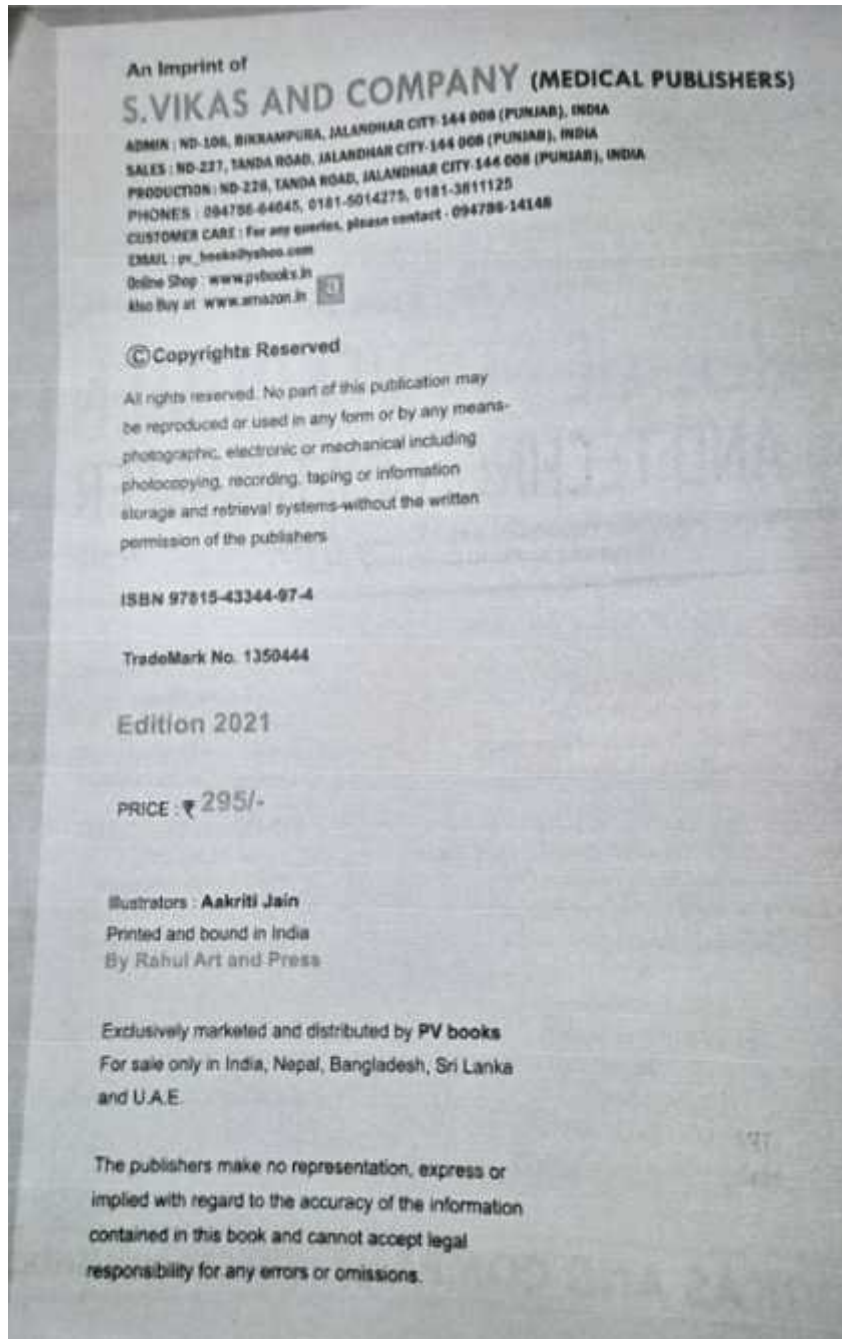 An Imprint of
S.VIKAS AND COMPANY (MEDICAL PUBLISHERS)
ADMIN : ND-106, BIKRAMPURA, JALANDHAR CITY-144 008 (PUNJAB), INDIA
SALES : ND-227, TANDA ROAD, JALANDHAR CITY-144 008 (PUNJAB), INDIA
PRODUCTION : ND-226, TANDA ROAD, JALANDHAR CITY-144 008 (PUNJAB), INDIA
PHONES : 0181-5014275, 0181-3611125
CUSTOMER CARE : For any queries, please contact - 094786-14148
EMAIL : pv_books@yahoo.com
Online Shop : www.pvbooks.in
Also Buy at www.amazon.in
©Copyrights Reserved
All rights reserved. No part of this publication may
be reproduced or used in any form or by any means-
photographic, electronic or mechanical including
photocopying, recording, taping or information
storage and retrieval systems-without the written
permission of the publishers
ISBN 97815-43344-97-4
TradeMark No. 1350444
Edition 2021
PRICE : ₹ 295/-
Illustrators : Aakriti Jain
Printed and bound in India
By Rahul Art and Press
Exclusively marketed and distributed by PV books
For sale only in India, Nepal, Bangladesh, Sri Lanka
and U.A.E.
The publishers make no representation, express or
implied with regard to the accuracy of the information
contained in this book and cannot accept legal
responsibility for any errors or omissions.